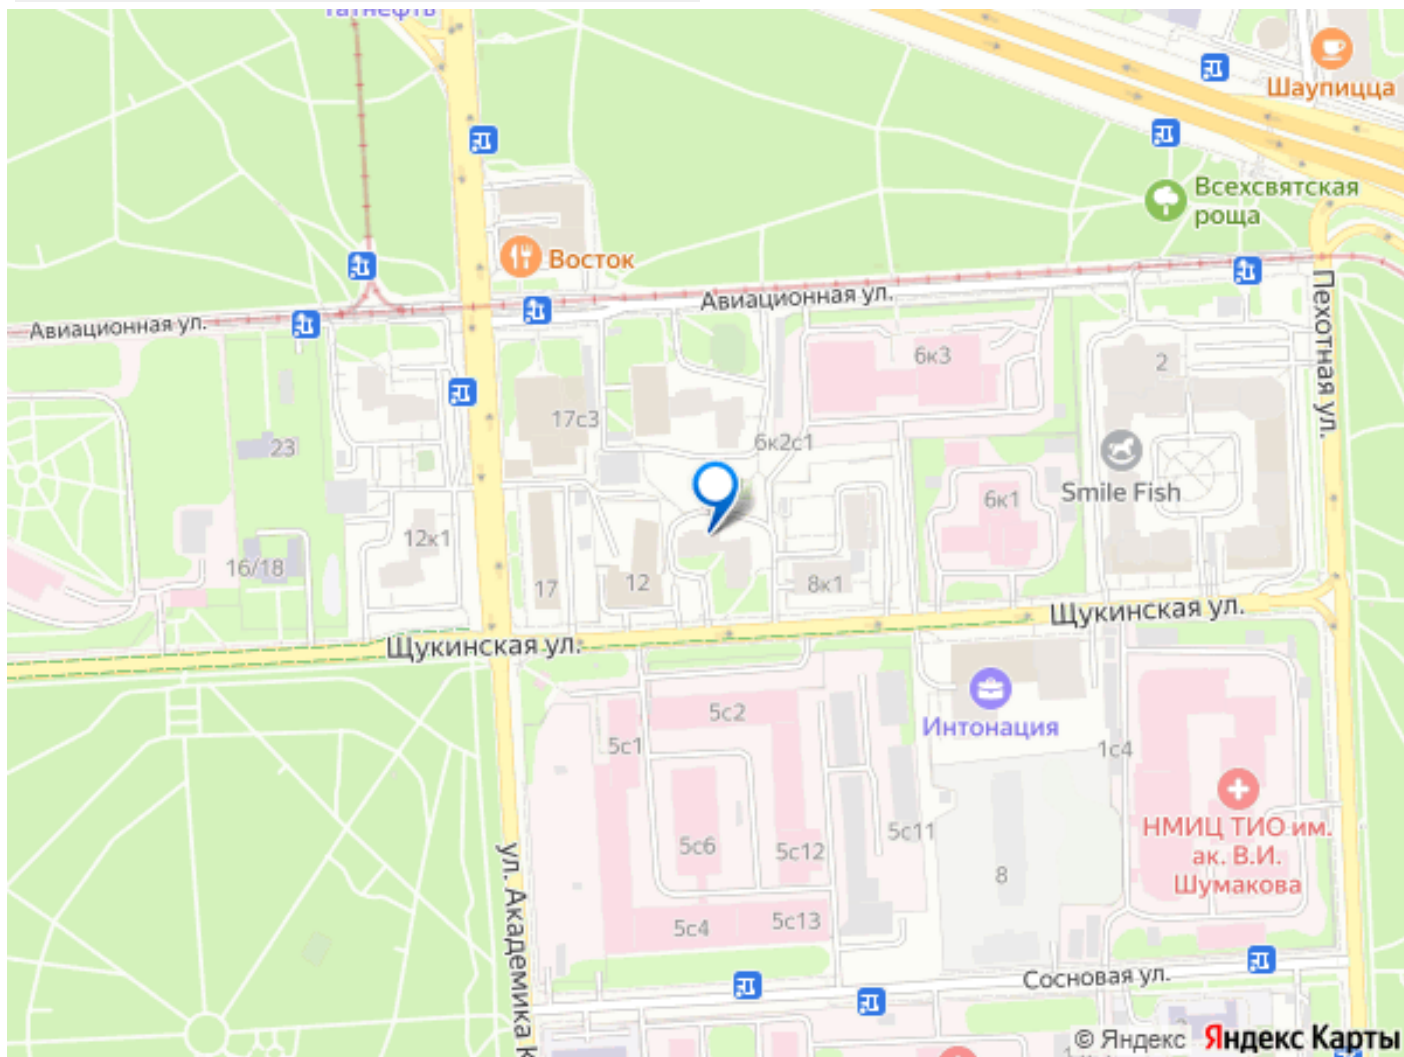 Татнефть
Шаупицца
Всехсвятская
роща
Восток
Авиационная ул.
Авиационная ул.
Пехотная ул.
6к3
2
17с3
23
6к2с1
Smile Fish
6к1
12к1
16/18
17
12
8к1
Щукинская ул.
Щукинская ул.
5с2
5с1
Интонация
1с4
НМИЦ ТИО им.
ак. В.И.
Шумакова
5с6
5с12
5с11
8
ул. Академика К
5с4
5с13
Сосновая ул.
© Яндекс Яндекс Карты